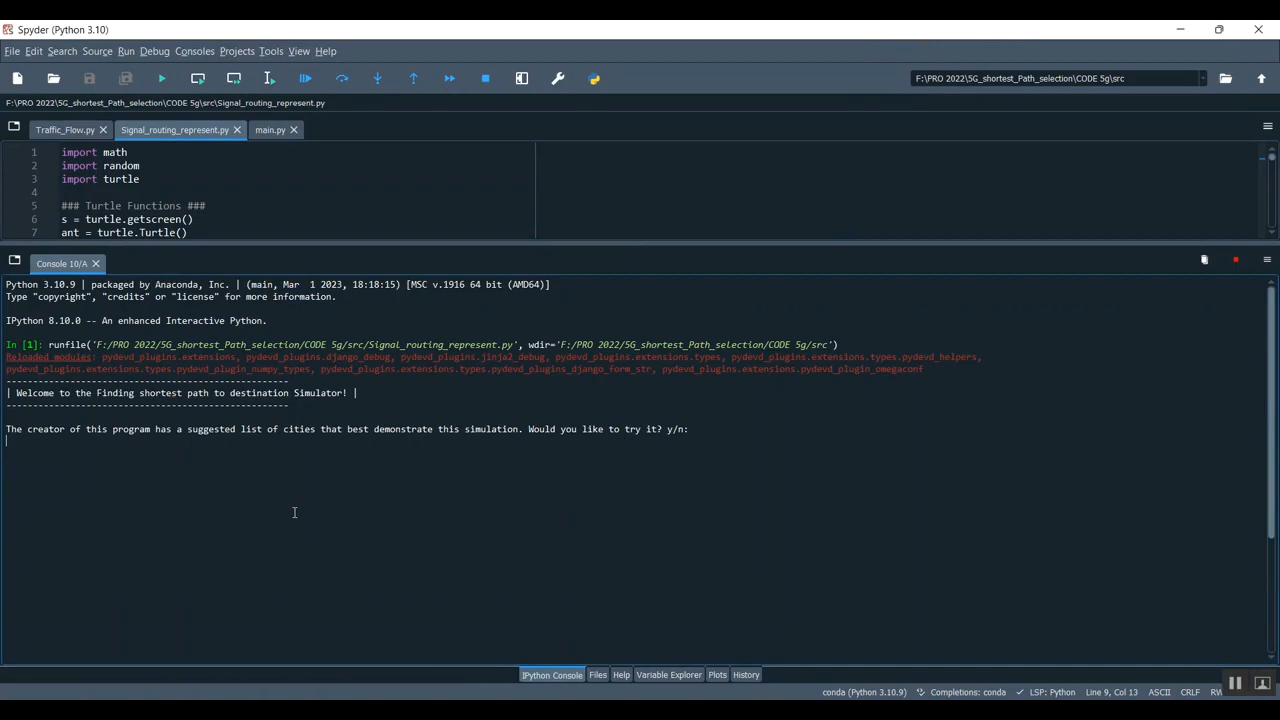 Spyder (Python 3.10)
File Edit Search Source Run Debug Consoles Projects Tools View Help
F:\PRO 2022\5G_shortest_Path_selection\CODE 5g\src
F:\PRO 2022\5G_shortest_Path_selection\CODE 5g\src\Signal_routing_represent.py
Traffic_Flow.py Signal_routing_represent.py main.py
1 import math
2 import random
3 import turtle
4
5 ### Turtle Functions ###
6 s = turtle.getscreen()
7 ant = turtle.Turtle()
Console 10/A
Python 3.10.9 | packaged by Anaconda, Inc. | (main, Mar  1 2023, 18:18:15) [MSC v.1916 64 bit (AMD64)]
Type "copyright", "credits" or "license" for more information.
IPython 8.10.0 -- An enhanced Interactive Python.
In [1]: runfile('F:/PRO 2022/5G_shortest_Path_selection/CODE 5g/src/Signal_routing_represent.py', wdir='F:/PRO 2022/5G_shortest_Path_selection/CODE 5g/src')
Reloaded modules: pydevd_plugins.extensions, pydevd_plugins.django_debug, pydevd_plugins.jinja2_debug, pydevd_plugins.extensions.types, pydevd_plugins.extensions.types.pydevd_helpers,
pydevd_plugins.extensions.types.pydevd_plugin_numpy_types, pydevd_plugins.extensions.types.pydevd_plugins_django_form_str, pydevd_plugins.extensions.pydevd_plugin_omegaconf
-----------------------------------------------------
| Welcome to the Finding shortest path to destination Simulator! |
-----------------------------------------------------
The creator of this program has a suggested list of cities that best demonstrate this simulation. Would you like to try it? y/n:
IPython Console Files Help Variable Explorer Plots History
conda (Python 3.10.9) Completions: conda LSP: Python Line 9, Col 13 ASCII CRLF RW